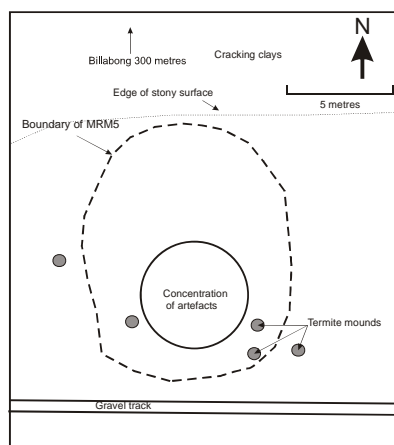 N
Billabong 300 metres
Cracking clays
5 metres
Edge of stony surface
Boundary of MRM5
Concentration
of artefacts
Termite mounds
Gravel track